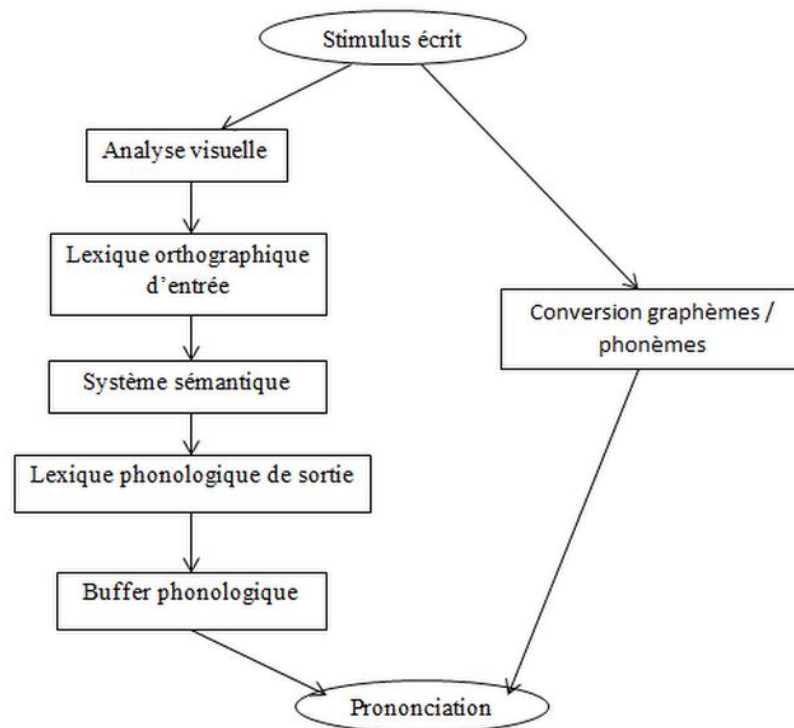 Stimulus écrit
Analyse visuelle
Lexique orthographique
d'entrée
Système sémantique
Lexique phonologique de sortie
Buffer phonologique
Conversion graphèmes /
phonèmes
Prononciation